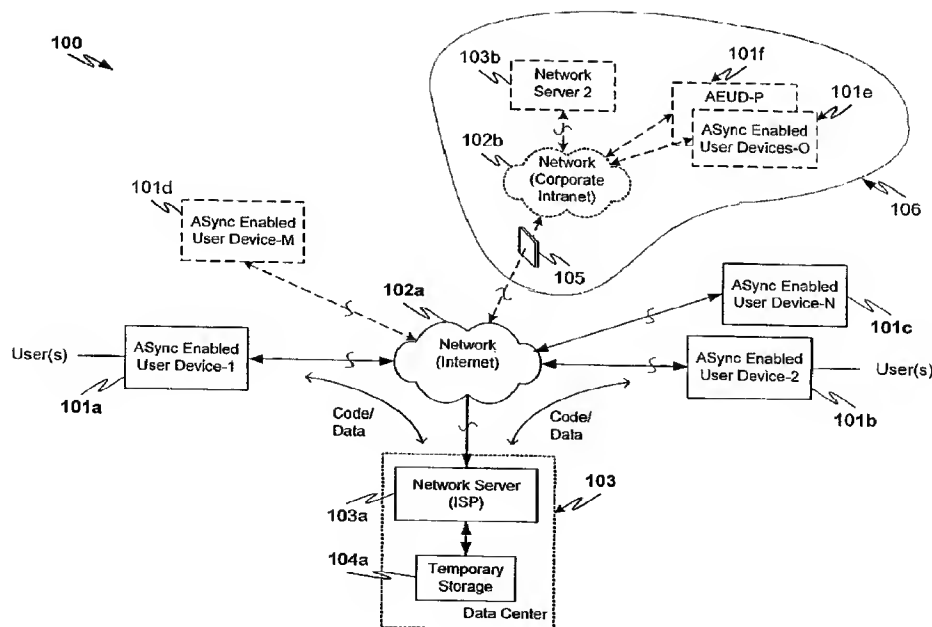 100
103b
Network
Server 2
101f
AEUD-P
101e
ASync Enabled
User Devices-O
102b
Network
(Corporate
Intranet)
106
101d
ASync Enabled
User Device-M
105
102a
Network
(Internet)
ASync Enabled
User Device-N
101c
User(s)
ASync Enabled
User Device-1
101a
ASync Enabled
User Device-2
User(s)
101b
Code/
Data
Code/
Data
Network Server
(ISP)
103a
103
104a
Temporary
Storage
Data Center